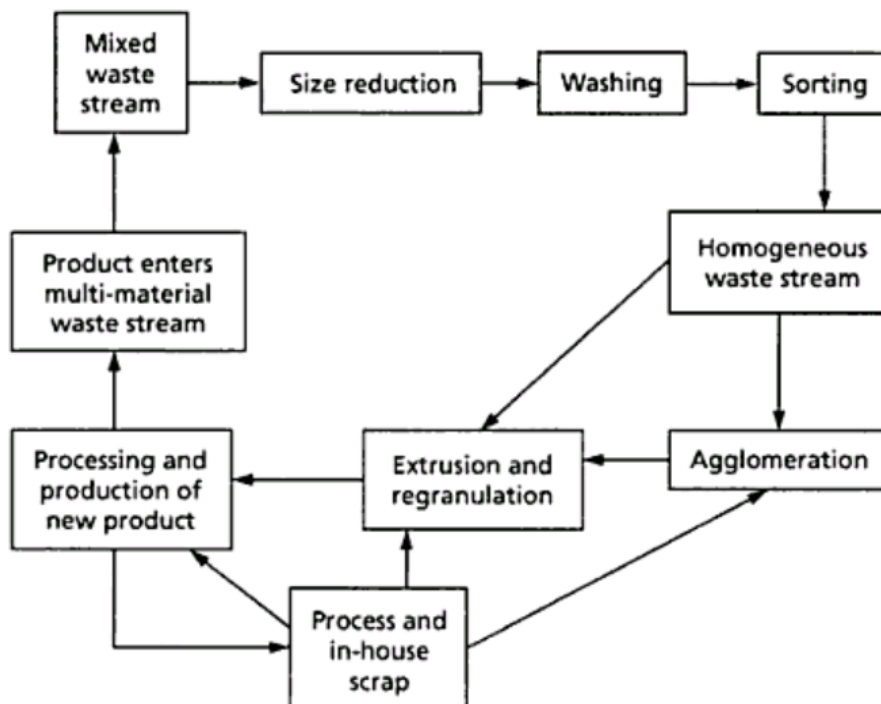 Mixed
waste
stream
Size reduction
Washing
Sorting
Product enters
multi-material
waste stream
Homogeneous
waste stream
Processing and
production of
new product
Extrusion and
regranulation
Agglomeration
Process and
in-house
scrap